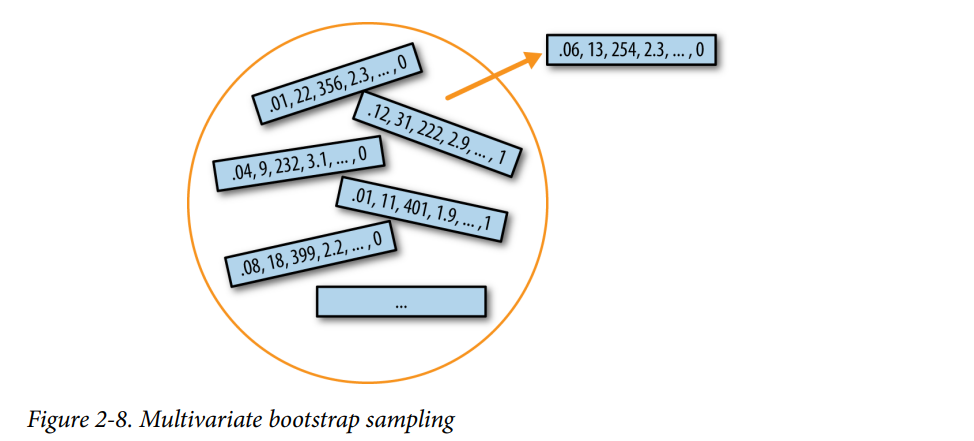 .06, 13, 254, 2.3, ... , 0
.01, 22, 356, 2.3, ... , 0
.12, 31, 222, 2.9, ... , 1
.04, 9, 232, 3.1, ... , 0
.01, 11, 401, 1.9, ... ,1
.08, 18, 399, 2.2, ... , 0
...
Figure 2-8. Multivariate bootstrap sampling